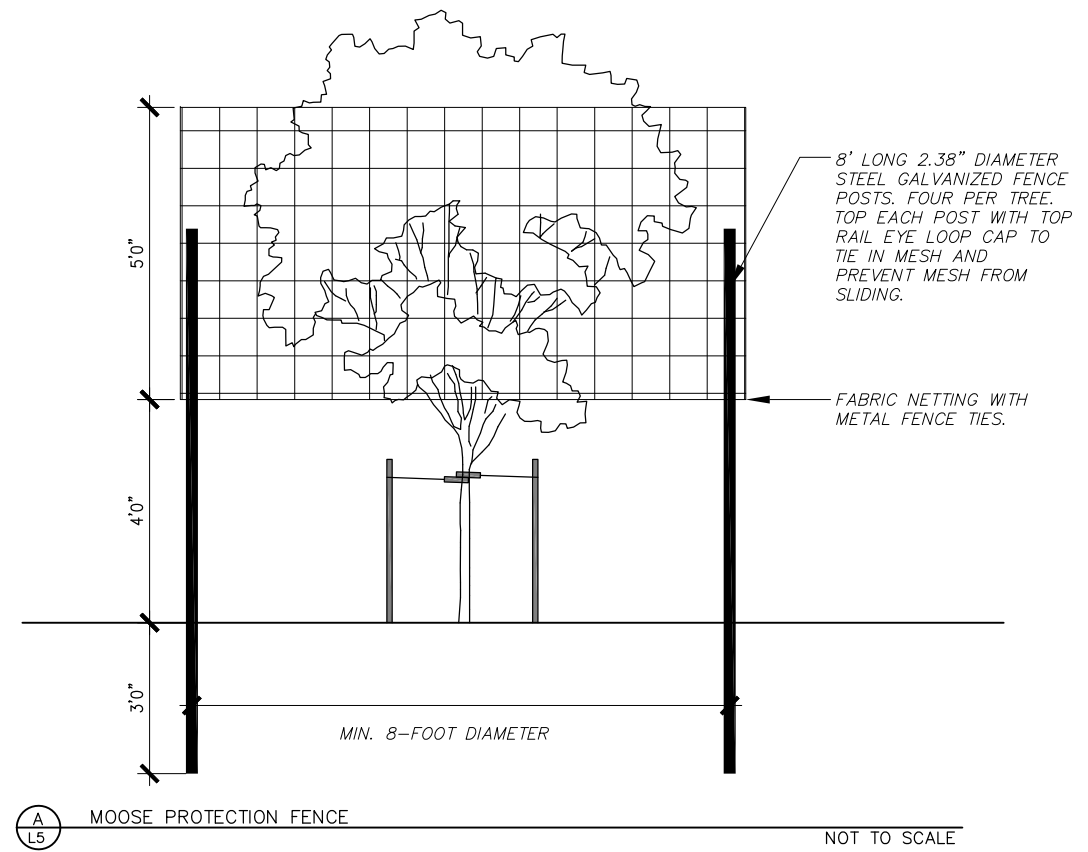 8' LONG 2.38" DIAMETER
STEEL GALVANIZED FENCE
POSTS. FOUR PER TREE.
TOP EACH POST WITH TOP
RAIL EYE LOOP CAP TO
TIE IN MESH AND
PREVENT MESH FROM
SLIDING.
5'0"
FABRIC NETTING WITH
METAL FENCE TIES.
4'0"
3'0"
MIN. 8-FOOT DIAMETER
A
L5
MOOSE PROTECTION FENCE
NOT TO SCALE